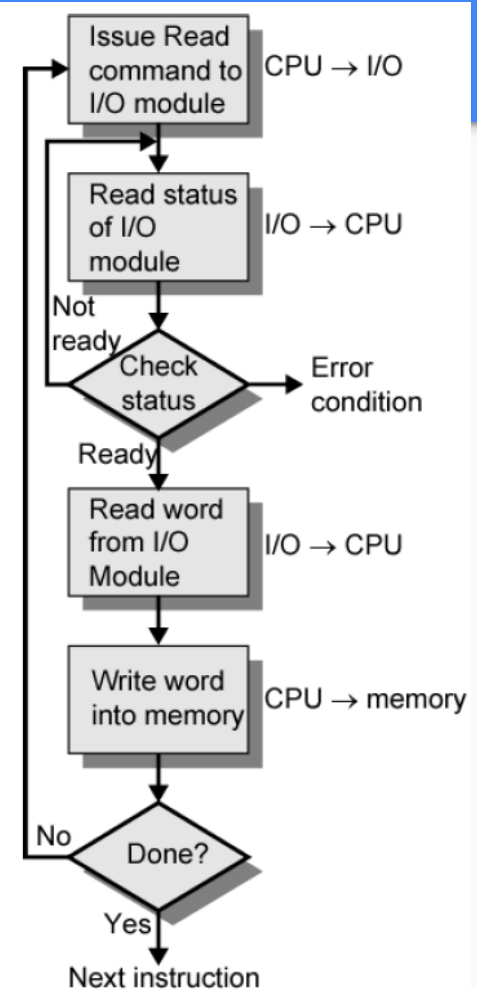 Issue Read
command to
I/O module
CPU → I/O
Read status
of I/O
module
I/O → CPU
Not
ready
Check
status
Error
condition
Ready
Read word
from I/O
Module
I/O → CPU
Write word
into memory
CPU → memory
Done?
No
Yes
Next instruction